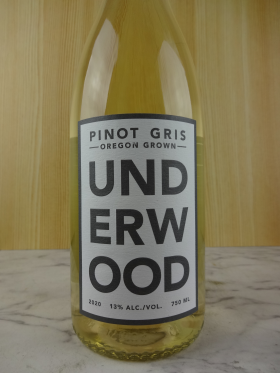 PINOT GRIS
OREGON GROWN
UND
ERW
OOD
2020 13% ALC./VOL. 750 ML